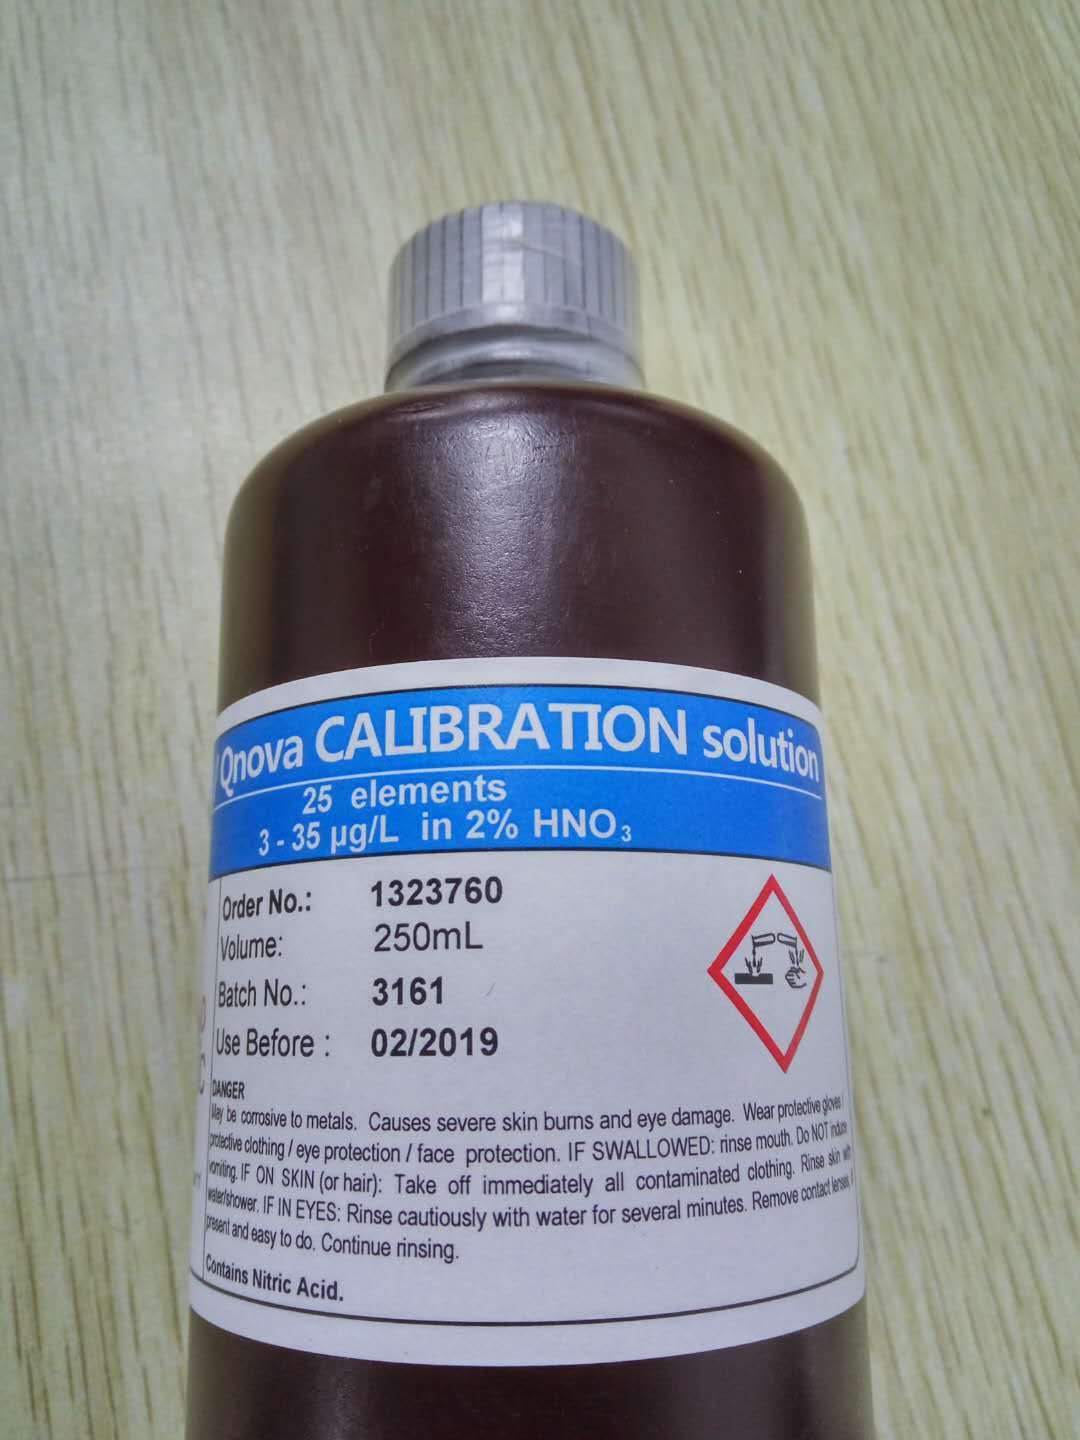 Qnova CALIBRATION solution
25 elements
3 - 35 µg/L in 2% HNO₃
Order No.: 1323760
Volume: 250mL
Batch No.: 3161
Use Before : 02/2019
DANGER
May be corrosive to metals. Causes severe skin burns and eye damage. Wear protective gloves /
protective clothing / eye protection / face protection. IF SWALLOWED: rinse mouth. Do NOT induce
vomiting. IF ON SKIN (or hair): Take off immediately all contaminated clothing. Rinse skin with
water/shower. IF IN EYES: Rinse cautiously with water for several minutes. Remove contact lenses, if
present and easy to do. Continue rinsing.
Contains Nitric Acid.